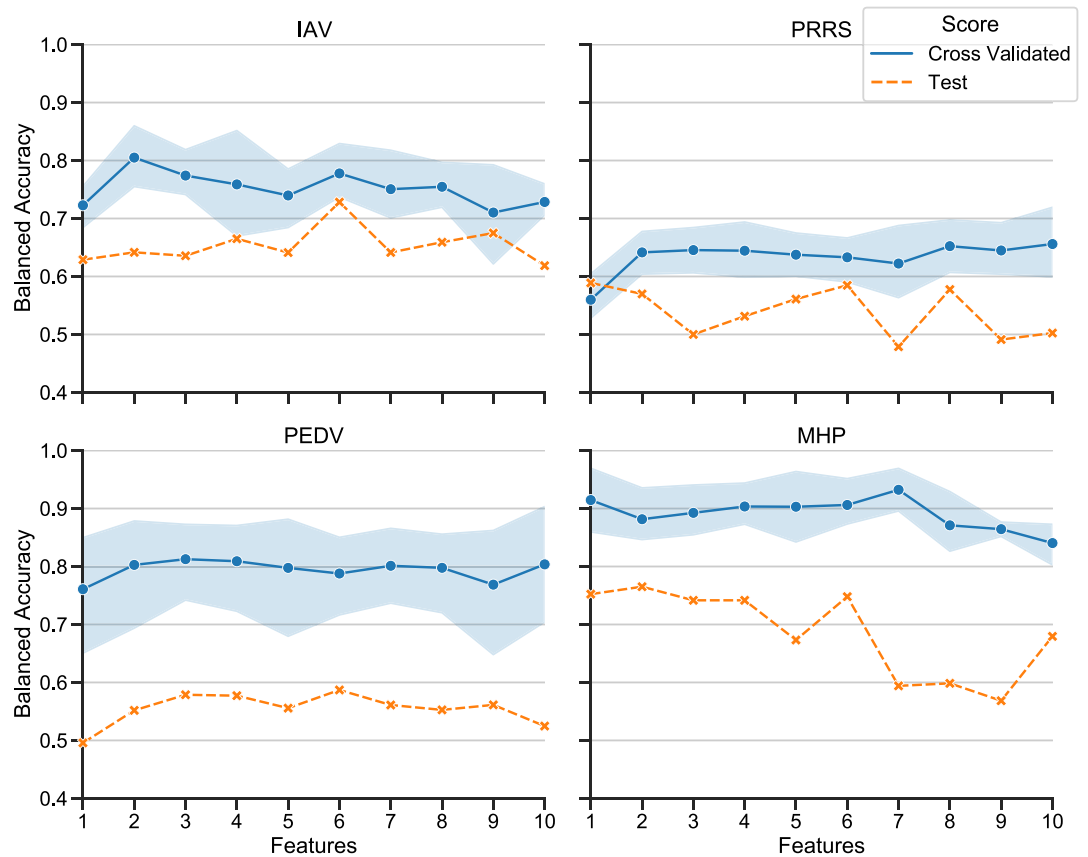 IAV
PRRS
Score
Cross Validated
Test
1.0
0.9
0.8
0.7
0.6
0.5
0.4
Balanced Accuracy
PEDV
MHP
1.0
0.9
0.8
0.7
0.6
0.5
0.4
Balanced Accuracy
1 2 3 4 5 6 7 8 9 10
1 2 3 4 5 6 7 8 9 10
Features
Features